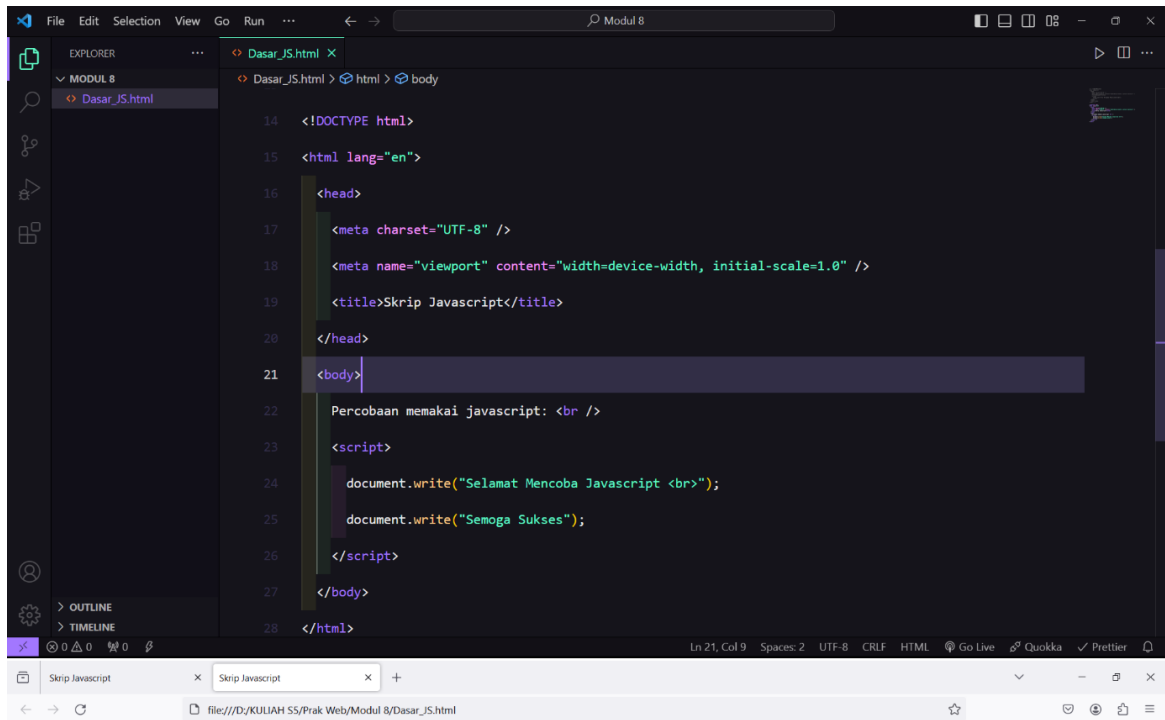 File Edit Selection View Go Run ··· Modul 8
EXPLORER ···
MODUL 8
Dasar_JS.html
OUTLINE
TIMELINE
Dasar_JS.html
Dasar_JS.html > html > body
14 <!DOCTYPE html>
15 <html lang="en">
16 <head>
17 <meta charset="UTF-8" />
18 <meta name="viewport" content="width=device-width, initial-scale=1.0" />
19 <title>Skrip Javascript</title>
20 </head>
21 <body>
22 Percobaan memakai javascript: <br />
23 <script>
24 document.write("Selamat Mencoba Javascript <br>");
25 document.write("Semoga Sukses");
26 </script>
27 </body>
28 </html>
0 0 0 Ln 21, Col 9 Spaces: 2 UTF-8 CRLF HTML Go Live Quokka Prettier
Skrip Javascript Skrip Javascript
file:///D:/KULIAH S5/Prak Web/Modul 8/Dasar_JS.html